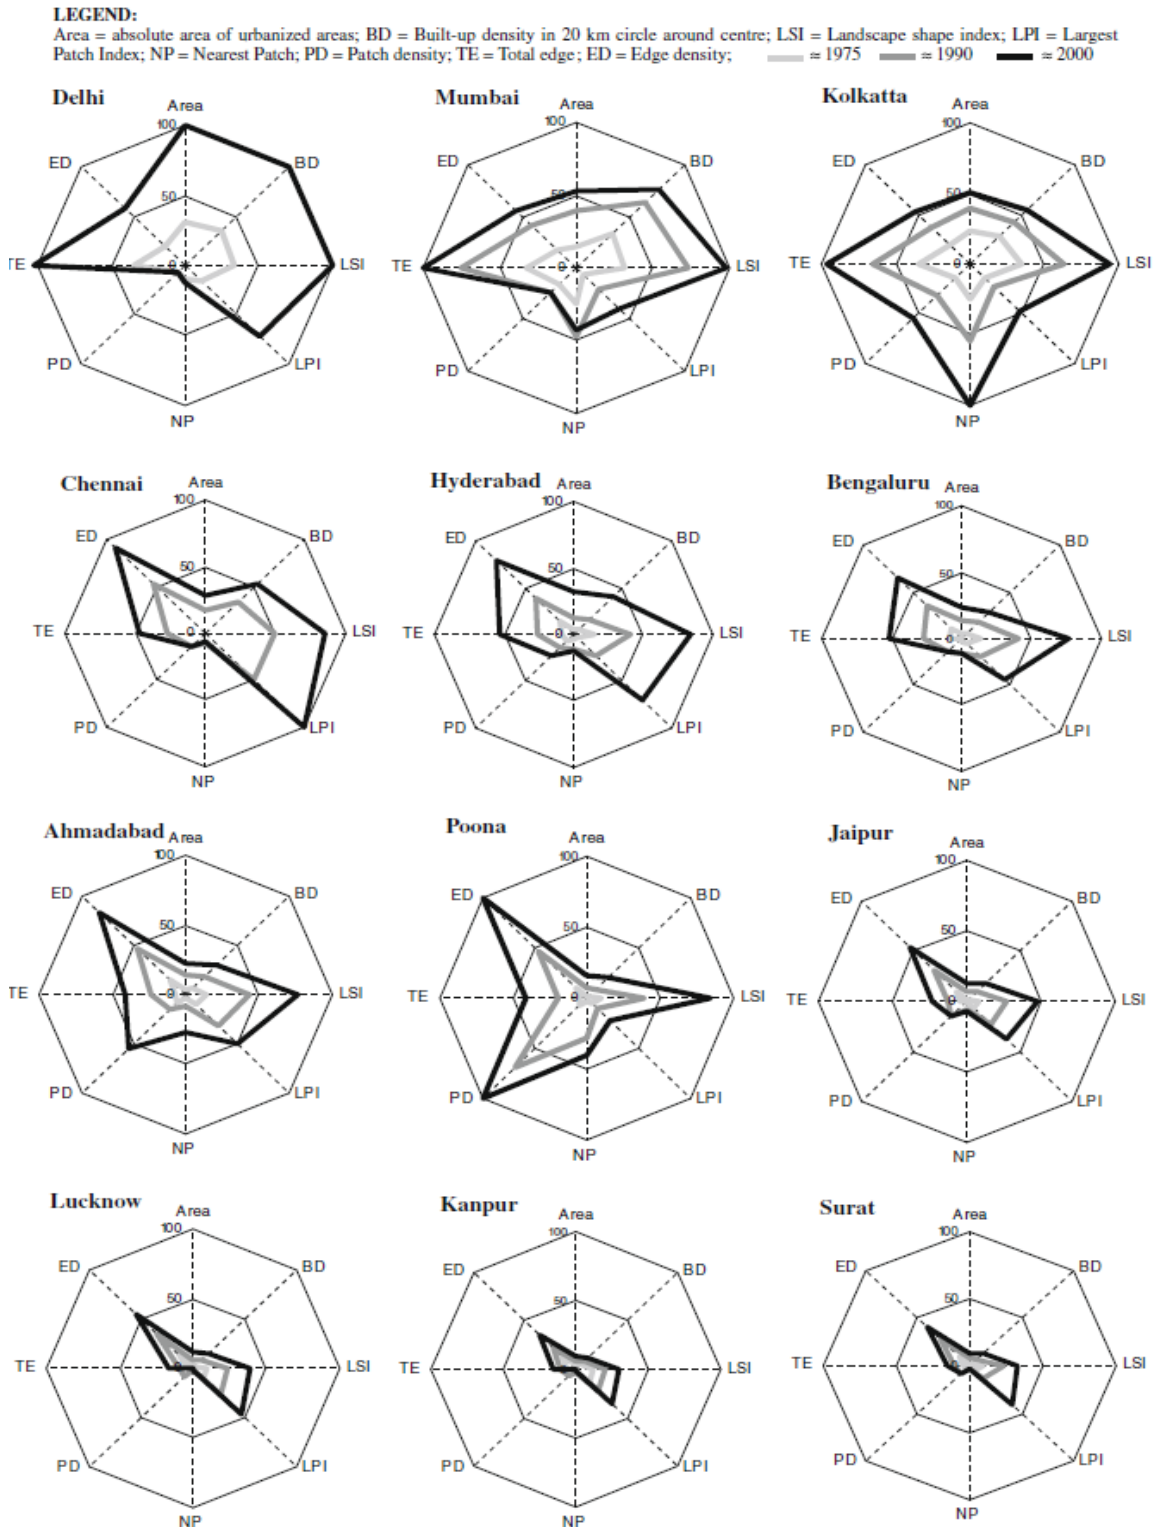 LEGEND:
Area = absolute area of urbanized areas; BD = Built-up density in 20 km circle around centre; LSI = Landscape shape index; LPI = Largest
Patch Index; NP = Nearest Patch; PD = Patch density; TE = Total edge; ED = Edge density; ≈ 1975 ≈ 1990 ≈ 2000
Delhi
Area
100
ED
BD
50
TE
0
LSI
PD
LPI
NP
Mumbai
Area
100
ED
BD
50
TE
0
LSI
PD
LPI
NP
Kolkatta
Area
100
ED
BD
50
TE
0
LSI
PD
LPI
NP
Chennai
Area
100
ED
BD
50
TE
0
LSI
PD
LPI
NP
Hyderabad
Area
100
ED
BD
50
TE
0
LSI
PD
LPI
NP
Bengaluru
Area
100
ED
BD
50
TE
0
LSI
PD
LPI
NP
Ahmadabad
Area
100
ED
BD
50
TE
0
LSI
PD
LPI
NP
Poona
Area
100
ED
BD
50
TE
0
LSI
PD
LPI
NP
Jaipur
Area
100
ED
BD
50
TE
0
LSI
PD
LPI
NP
Lucknow
Area
100
ED
BD
50
TE
0
LSI
PD
LPI
NP
Kanpur
Area
100
ED
BD
50
TE
0
LSI
PD
LPI
NP
Surat
Area
100
ED
BD
50
TE
0
LSI
PD
LPI
NP